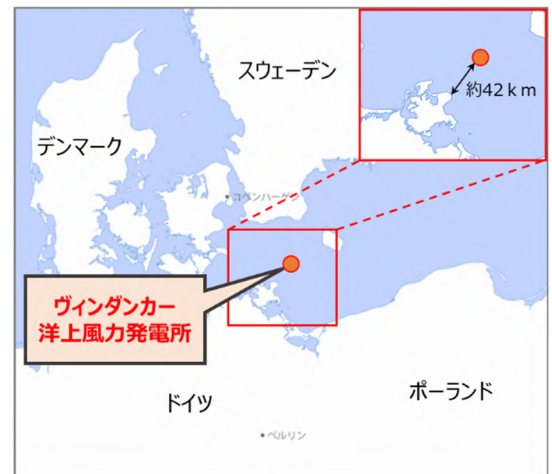 スウェーデン
約42ｋｍ
デンマーク
コペンハーゲン
ヴィンダンカー
洋上風力発電所
ドイツ
ポーランド
ベルリン